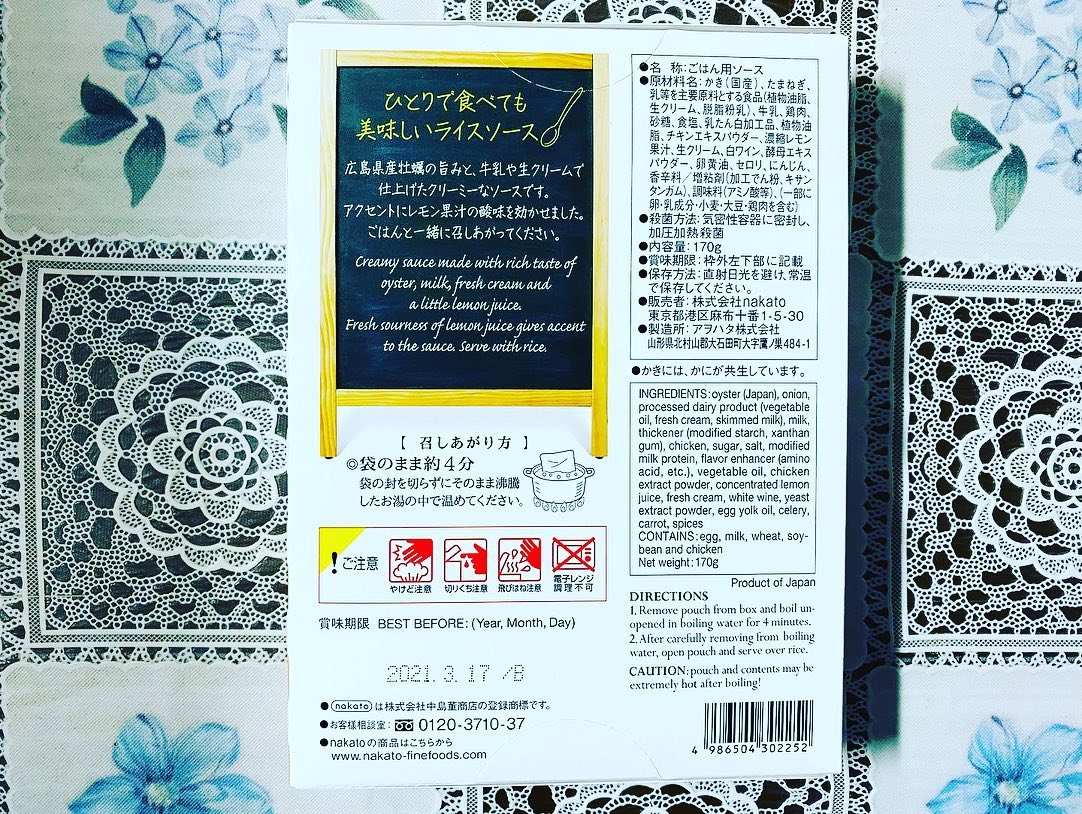 ひとりで食べても
美味しいライスソース
広島県産牡蠣の旨みと、牛乳や生クリームで
仕上げたクリーミーなソースです。
アクセントにレモン果汁の酸味を効かせました。
ごはんと一緒に召しあがってください。
Creamy sauce made with rich taste of
oyster, milk, fresh cream and
a little lemon juice.
Fresh sourness of lemon juice gives accent
to the sauce. Serve with rice.
【 召しあがり方 】
◎袋のまま約4分
袋の封を切らずにそのまま沸騰
したお湯の中で温めてください。
! ご注意
やけど注意 切りくち注意 飛びはね注意 電子レンジ
調理不可
賞味期限 BEST BEFORE: (Year, Month, Day)
2021. 3. 17 /B
●nakatoは株式会社中島董商店の登録商標です。
●お客様相談室: 0120-3710-37
●nakatoの商品はこちらから
www.nakato-finefoods.com
●名 称:ごはん用ソース
●原材料名:かき(国産)、たまねぎ、
乳等を主要原料とする食品(植物油脂、
生クリーム、脱脂粉乳)、牛乳、鶏肉、
砂糖、食塩、乳たん白加工品、植物油
脂、チキンエキスパウダー、濃縮レモン
果汁、生クリーム、白ワイン、酵母エキス
パウダー、卵黄油、セロリ、にんじん、
香辛料/増粘剤(加工でん粉、キサン
タンガム)、調味料(アミノ酸等)、(一部に
卵・乳成分・小麦・大豆・鶏肉を含む)
●殺菌方法:気密性容器に密封し、
加圧加熱殺菌
●内容量:170g
●賞味期限:枠外左下部に記載
●保存方法:直射日光を避け、常温
で保存してください。
●販売者:株式会社nakato
東京都港区麻布十番1-5-30
●製造所:アヲハタ株式会社
山形県北村山郡大石田町大字鷹ノ巣484-1
●かきには、かにが共生しています。
INGREDIENTS:oyster (Japan), onion,
processed dairy product (vegetable
oil, fresh cream, skimmed milk), milk,
thickener (modified starch, xanthan
gum), chicken, sugar, salt, modified
milk protein, flavor enhancer (amino
acid, etc.), vegetable oil, chicken
extract powder, concentrated lemon
juice, fresh cream, white wine, yeast
extract powder, egg yolk oil, celery,
carrot, spices
CONTAINS:egg, milk, wheat, soy-
bean and chicken
Net weight:170g
Product of Japan
DIRECTIONS
1. Remove pouch from box and boil un-
opened in boiling water for 4 minutes.
2. After carefully removing from boiling
water, open pouch and serve over rice.
CAUTION: pouch and contents may be
extremely hot after boiling!
4 986504 302252